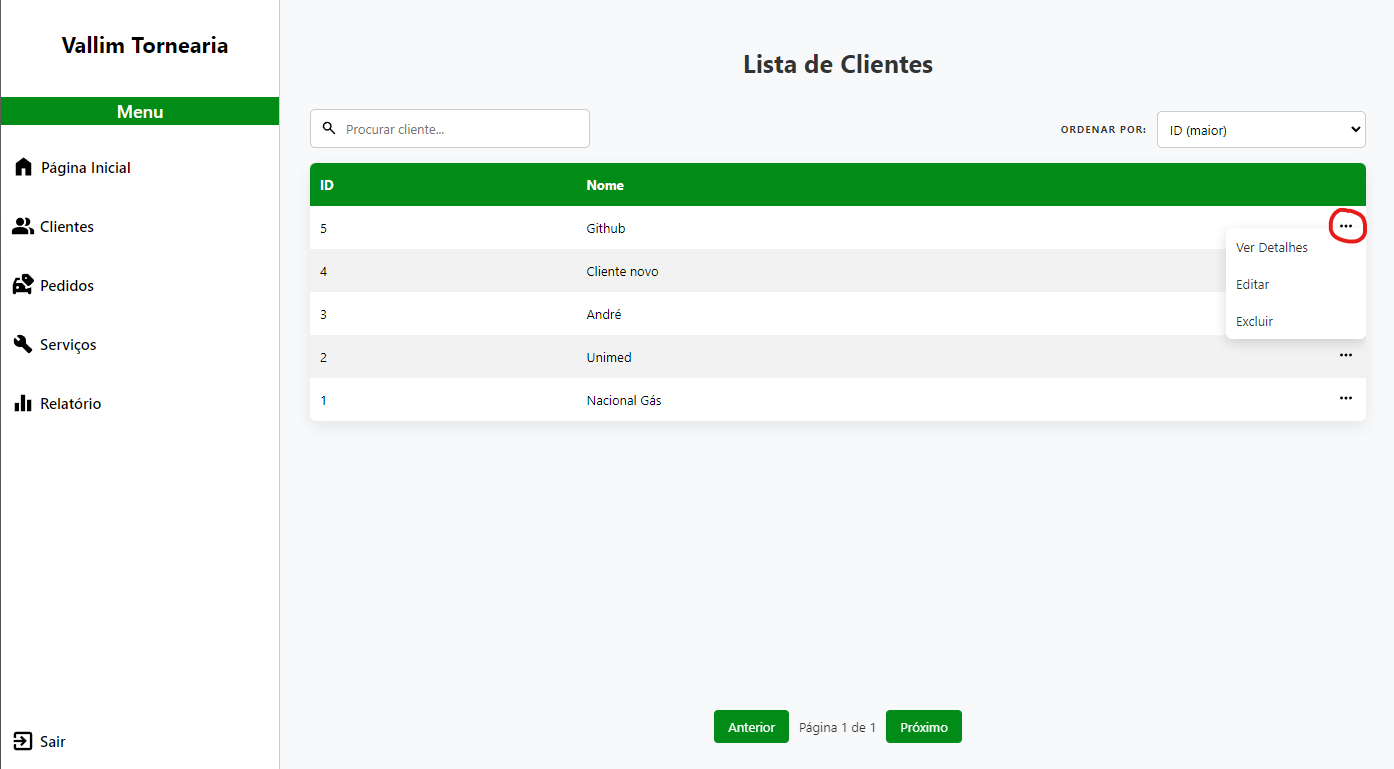 Vallim Tornearia
Menu
Página Inicial
Clientes
Pedidos
Serviços
Relatório
Sair
Lista de Clientes
Procurar cliente...
ORDENAR POR: ID (maior)
ID Nome
5 Github
4 Cliente novo
3 André
2 Unimed
1 Nacional Gás
Ver Detalhes
Editar
Excluir
Anterior Página 1 de 1 Próximo